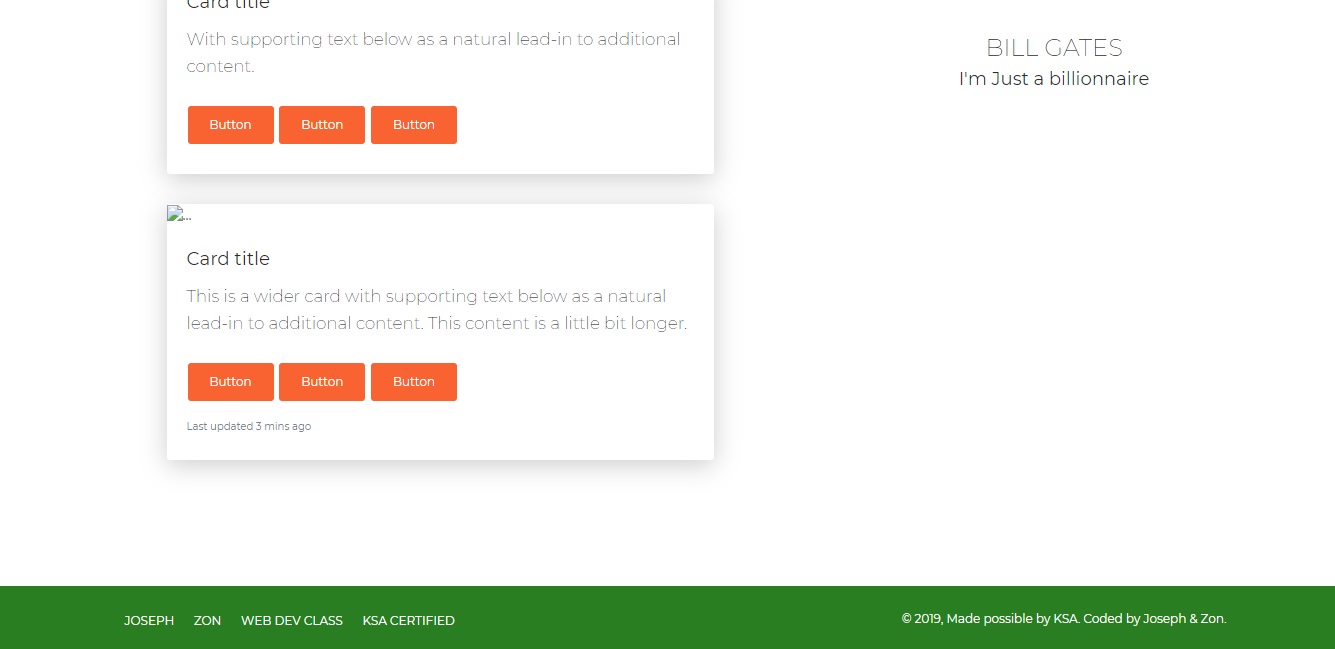 Card title
With supporting text below as a natural lead-in to additional
content.
Button Button Button
BILL GATES
I'm Just a billionnaire
...
Card title
This is a wider card with supporting text below as a natural
lead-in to additional content. This content is a little bit longer.
Button Button Button
Last updated 3 mins ago
JOSEPH ZON WEB DEV CLASS KSA CERTIFIED
© 2019, Made possible by KSA. Coded by Joseph & Zon.